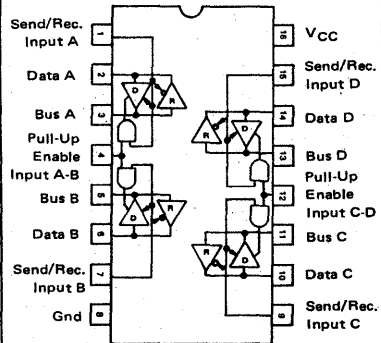 Send/Rec.
Input A
1
Data A
2
Bus A
3
Pull-Up
Enable
Input A-B
4
Bus B
5
Data B
6
Send/Rec.
Input B
7
Gnd
8
16
VCC
15
Send/Rec.
Input D
14
Data D
13
Bus D
12
Pull-Up
Enable
Input C-D
11
Bus C
10
Data C
9
Send/Rec.
Input C
D
R
R
D
D
R
R
D